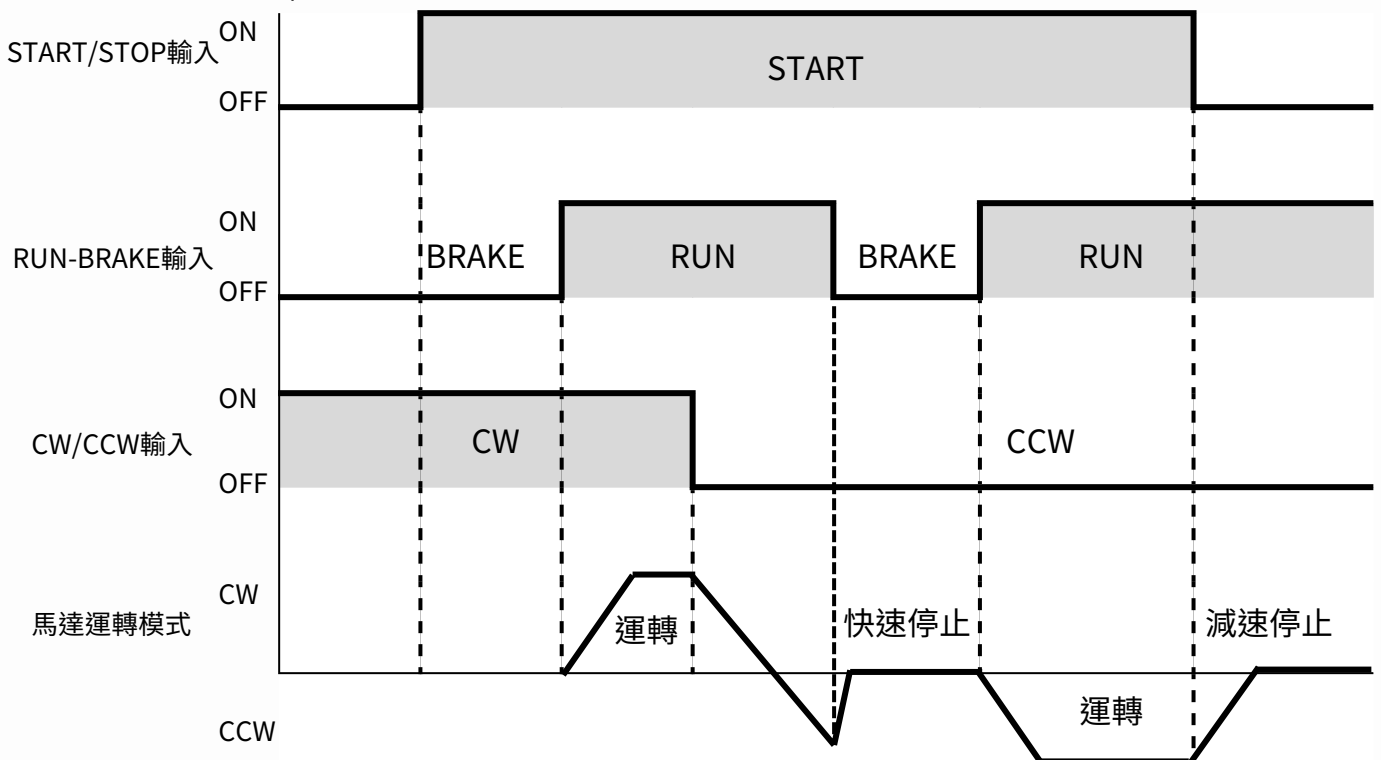 ON
START/STOP輸入
START
OFF
ON
RUN-BRAKE輸入
BRAKE
RUN
BRAKE
RUN
OFF
ON
CW/CCW輸入
CW
CCW
OFF
CW
馬達運轉模式
運轉
快速停止
減速停止
運轉
CCW